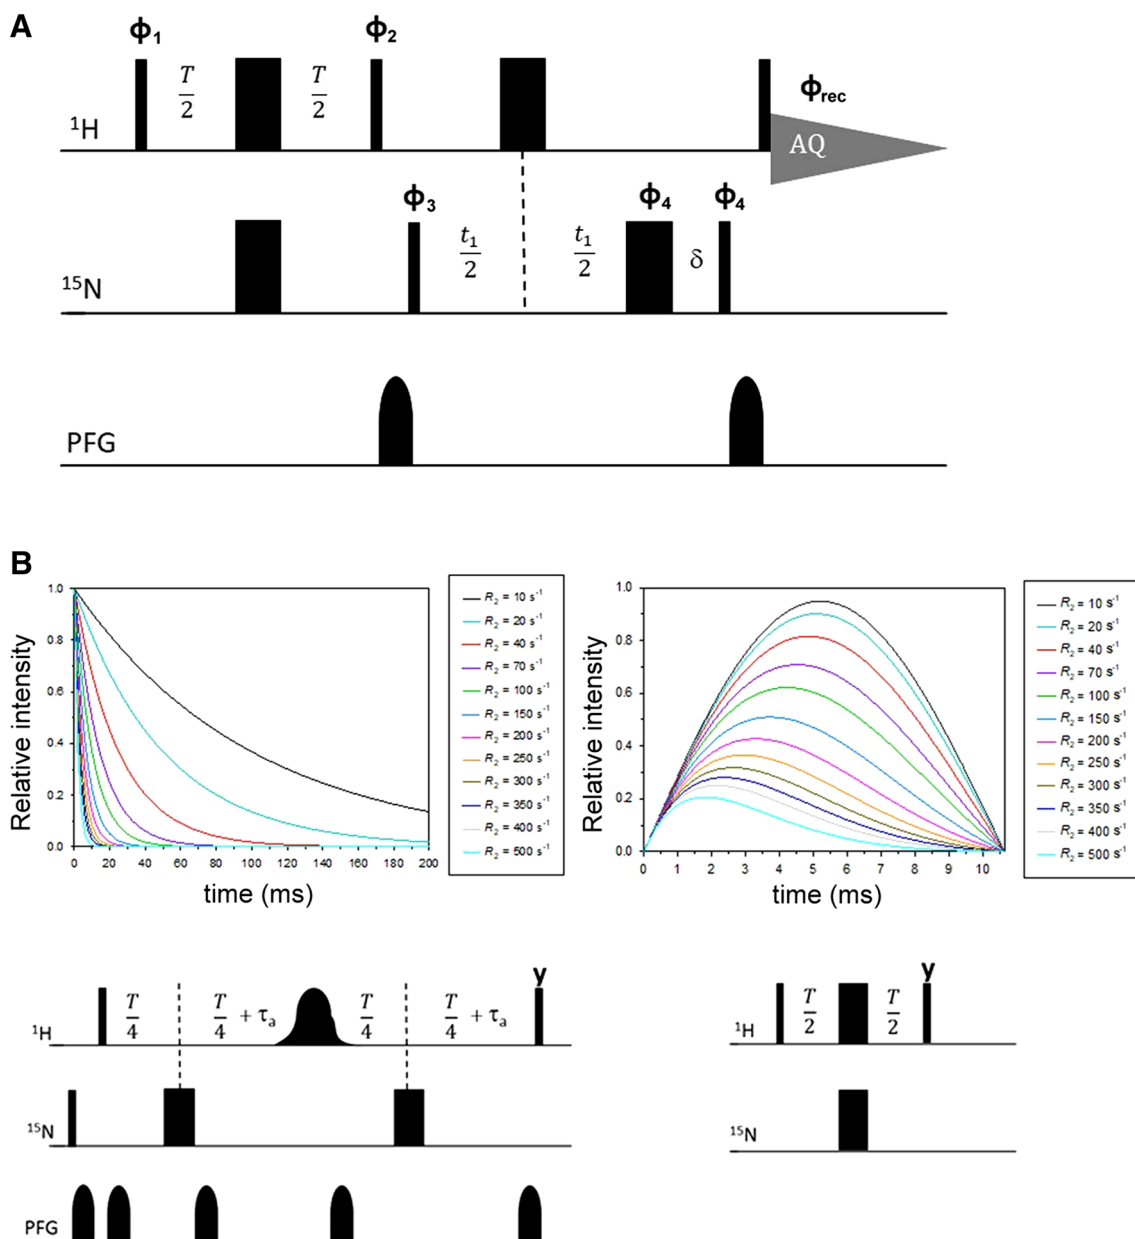 A
ϕ1 ϕ2
T/2 T/2 ϕrec
1H AQ
ϕ3 ϕ4 ϕ4
t1/2 t1/2 δ
15N
PFG
B
1.0
0.8
0.6
0.4
0.2
0.0
Relative intensity
0 20 40 60 80 100 120 140 160 180 200
time (ms)
R2 = 10 s-1
R2 = 20 s-1
R2 = 40 s-1
R2 = 70 s-1
R2 = 100 s-1
R2 = 150 s-1
R2 = 200 s-1
R2 = 250 s-1
R2 = 300 s-1
R2 = 350 s-1
R2 = 400 s-1
R2 = 500 s-1
1.0
0.8
0.6
0.4
0.2
0.0
Relative intensity
0 1 2 3 4 5 6 7 8 9 10
time (ms)
R2 = 10 s-1
R2 = 20 s-1
R2 = 40 s-1
R2 = 70 s-1
R2 = 100 s-1
R2 = 150 s-1
R2 = 200 s-1
R2 = 250 s-1
R2 = 300 s-1
R2 = 350 s-1
R2 = 400 s-1
R2 = 500 s-1
y
T/4 T/4 + τa T/4 T/4 + τa
1H
15N
PFG
y
T/2 T/2
1H
15N